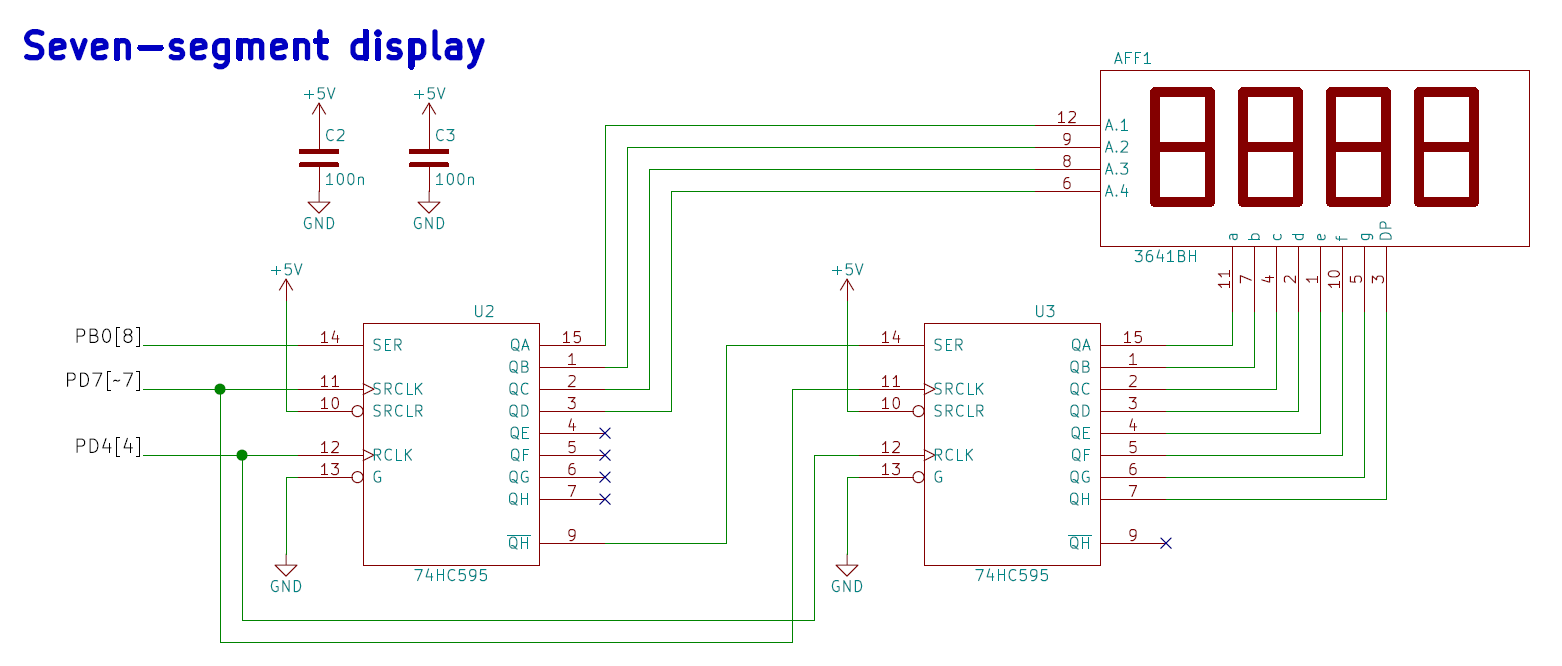 Seven-segment display
AFF1
+5V
C2
100n
GND
+5V
C3
100n
GND
12 A.1
9 A.2
8 A.3
6 A.4
a b c d e f g DP
3641BH
11 7 4 2 1 10 5 3
+5V
U2
PB0[8] 14 SER QA 15
QB 1
PD7[~7] 11 SRCLK QC 2
10 SRCLR QD 3
QE 4
QF 5
PD4[4] 12 RCLK
13 G QG 6
QH 7
Q̅H̅ 9
GND
74HC595
+5V
U3
14 SER QA 15
QB 1
11 SRCLK QC 2
10 SRCLR QD 3
QE 4
12 RCLK QF 5
13 G QG 6
QH 7
Q̅H̅ 9
GND
74HC595